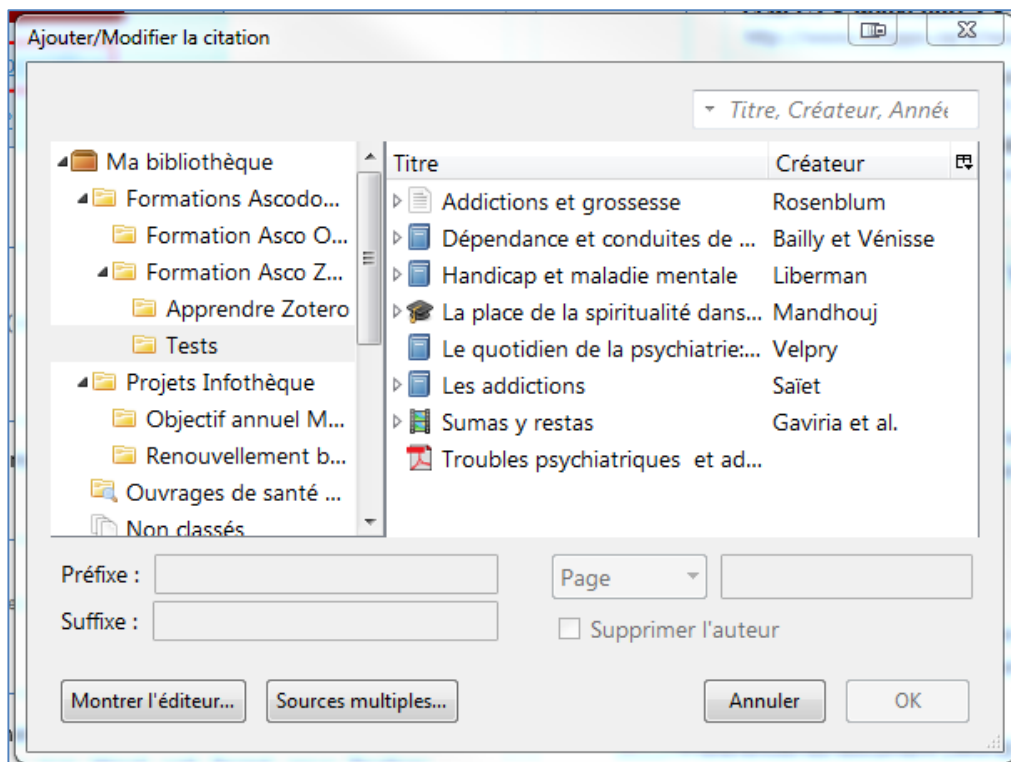 Ajouter/Modifier la citation
Titre, Créateur, Année
Ma bibliothèque
Formations Ascodo...
Formation Asco O...
Formation Asco Z...
Apprendre Zotero
Tests
Projets Infothèque
Objectif annuel M...
Renouvellement b...
Ouvrages de santé ...
Non classés
Titre Créateur
Addictions et grossesse Rosenblum
Dépendance et conduites de ... Bailly et Vénisse
Handicap et maladie mentale Liberman
La place de la spiritualité dans... Mandhouj
Le quotidien de la psychiatrie:... Velpry
Les addictions Saïet
Sumas y restas Gaviria et al.
Troubles psychiatriques et ad...
Préfixe : Page
Suffixe : Supprimer l'auteur
Montrer l'éditeur... Sources multiples... Annuler OK